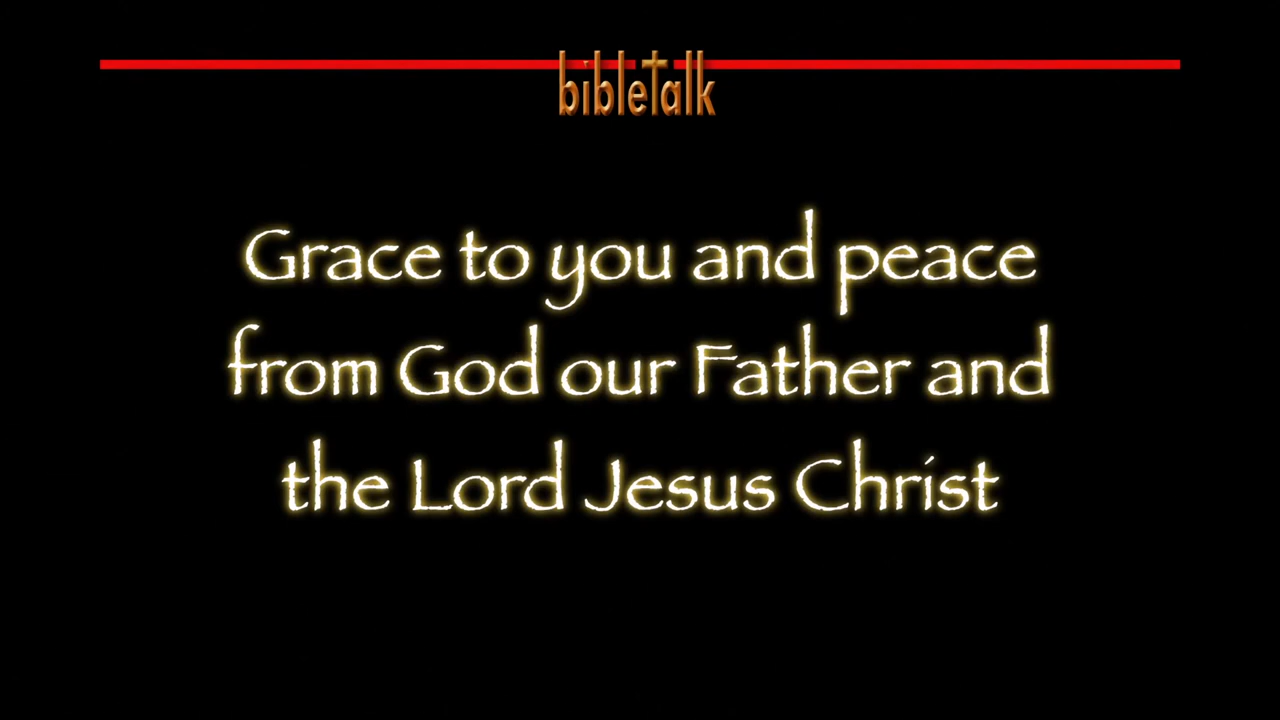 bibleTalk
Grace to you and peace
from God our Father and
the Lord Jesus Christ